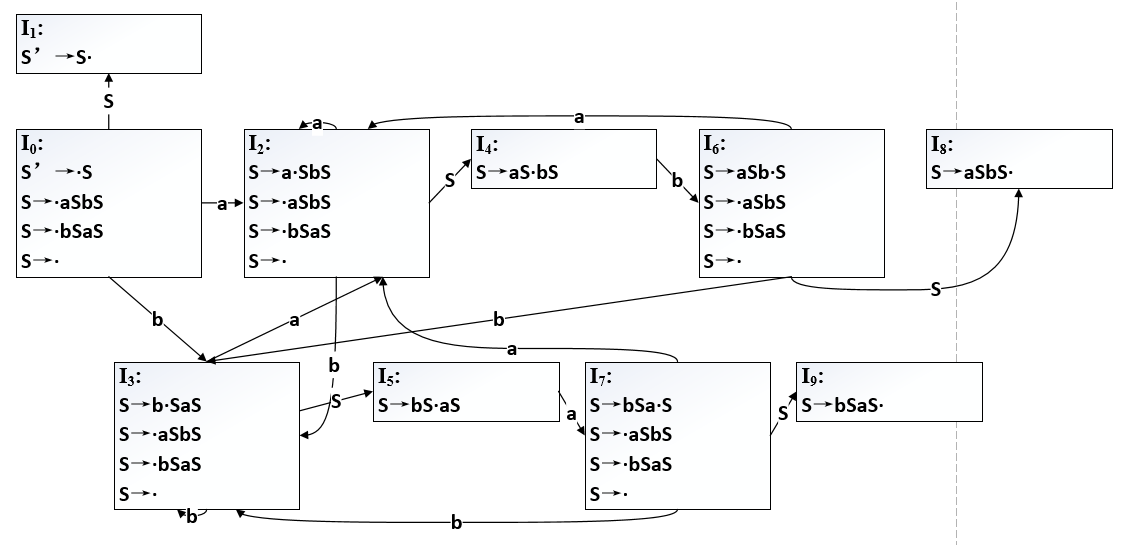 I₁:
S’ →S·
S
I₀:
S’ →·S
S→·aSbS
S→·bSaS
S→·
a
a
I₂:
S→a·SbS
S→·aSbS
S→·bSaS
S→·
S
a
I₄:
S→aS·bS
b
I₆:
S→aSb·S
S→·aSbS
S→·bSaS
S→·
I₈:
S→aSbS·
S
b
a
b
a
b
I₃:
S→b·SaS
S→·aSbS
S→·bSaS
S→·
S
I₅:
S→bS·aS
a
I₇:
S→bSa·S
S→·aSbS
S→·bSaS
S→·
S
I₉:
S→bSaS·
b
b